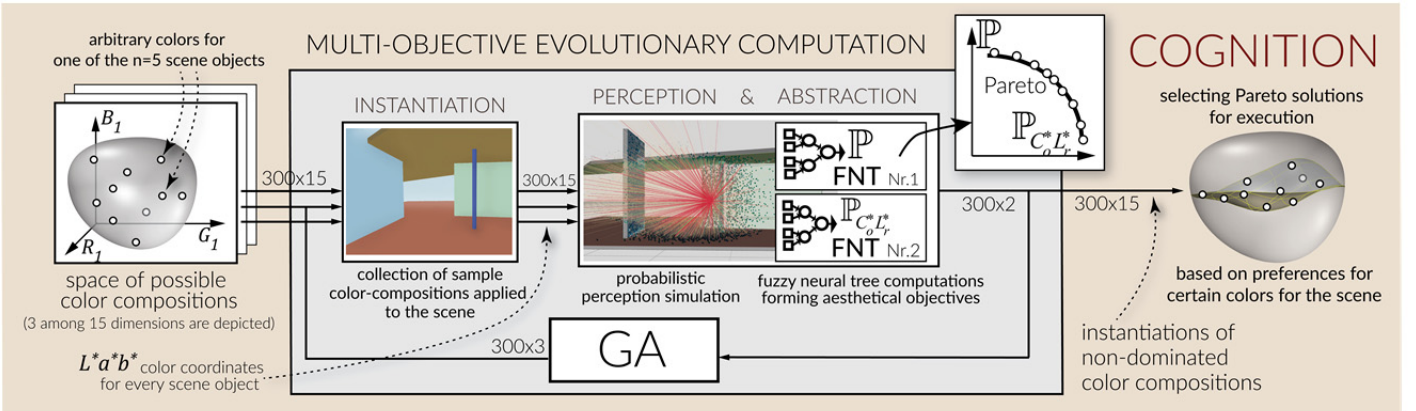 arbitrary colors for
one of the n=5 scene objects
B₁
G₁
R₁
space of possible
color compositions
(3 among 15 dimensions are depicted)
L*a*b* color coordinates
for every scene object
MULTI-OBJECTIVE EVOLUTIONARY COMPUTATION
300x15
INSTANTIATION
collection of sample
color-compositions applied
to the scene
300x15
PERCEPTION & ABSTRACTION
ℙ
FNT Nr.1
ℙC*ₒL*ᵣ
FNT Nr.2
probabilistic
perception simulation
fuzzy neural tree computations
forming aesthetical objectives
300x3
GA
ℙ
Pareto
ℙC*ₒL*ᵣ
300x2
300x15
COGNITION
selecting Pareto solutions
for execution
based on preferences for
certain colors for the scene
instantiations of
non-dominated
color compositions